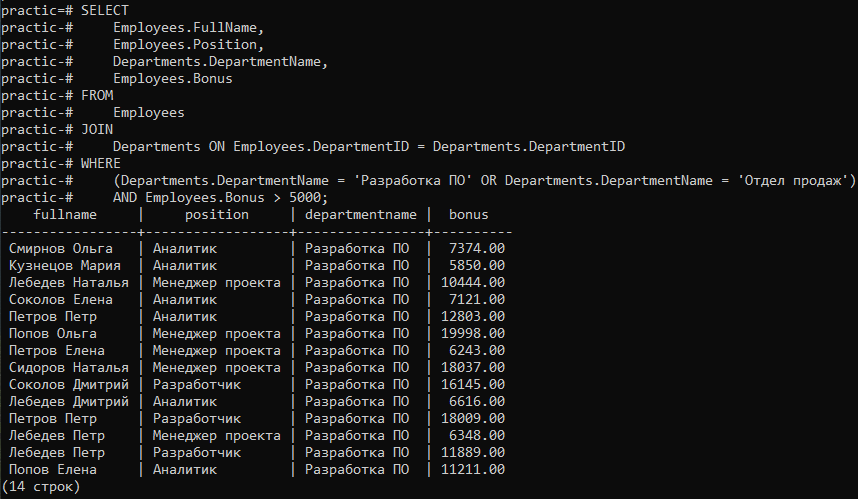 practic=# SELECT
practic-#     Employees.FullName,
practic-#     Employees.Position,
practic-#     Departments.DepartmentName,
practic-#     Employees.Bonus
practic-# FROM
practic-#     Employees
practic-# JOIN
practic-#     Departments ON Employees.DepartmentID = Departments.DepartmentID
practic-# WHERE
practic-#     (Departments.DepartmentName = 'Разработка ПО' OR Departments.DepartmentName = 'Отдел продаж')
practic-#     AND Employees.Bonus > 5000;
    fullname     |     position     | departmentname |  bonus
-----------------+------------------+----------------+----------
 Смирнов Ольга   | Аналитик         | Разработка ПО  |  7374.00
 Кузнецов Мария  | Аналитик         | Разработка ПО  |  5850.00
 Лебедев Наталья | Менеджер проекта | Разработка ПО  | 10444.00
 Соколов Елена   | Аналитик         | Разработка ПО  |  7121.00
 Петров Петр     | Аналитик         | Разработка ПО  | 12803.00
 Попов Ольга     | Менеджер проекта | Разработка ПО  | 19998.00
 Петров Елена    | Менеджер проекта | Разработка ПО  |  6243.00
 Сидоров Наталья | Менеджер проекта | Разработка ПО  | 18037.00
 Соколов Дмитрий | Разработчик      | Разработка ПО  | 16145.00
 Лебедев Дмитрий | Аналитик         | Разработка ПО  |  6616.00
 Петров Петр     | Разработчик      | Разработка ПО  | 18009.00
 Лебедев Петр    | Менеджер проекта | Разработка ПО  |  6348.00
 Лебедев Петр    | Разработчик      | Разработка ПО  | 11889.00
 Попов Елена     | Аналитик         | Разработка ПО  | 11211.00
(14 строк)